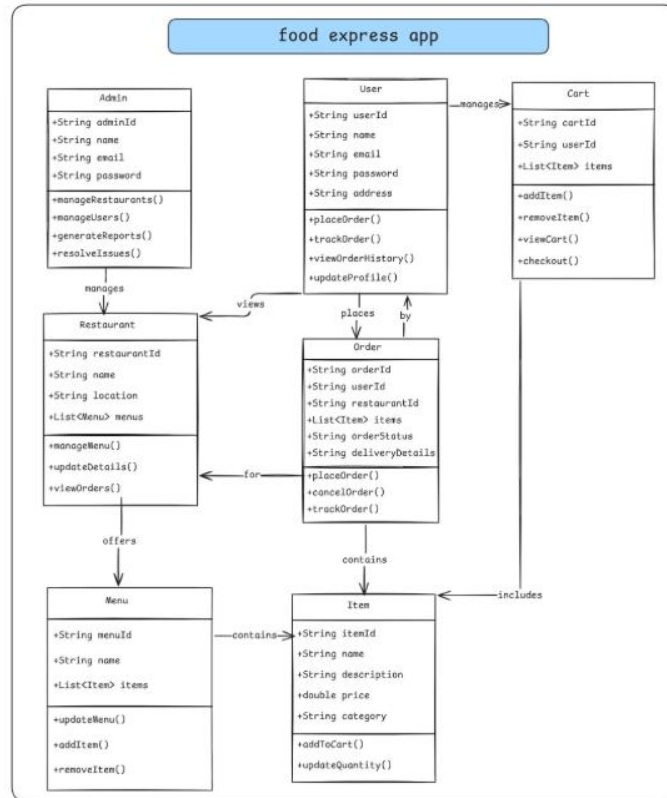 food express app
Admin
+String adminId
+String name
+String email
+String password
+manageRestaurants()
+manageUsers()
+generateReports()
+resolveIssues()
manages
User
+String userId
+String name
+String email
+String password
+String address
+placeOrder()
+trackOrder()
+viewOrderHistory()
+updateProfile()
manages
Cart
+String cartId
+String userId
+List<Item> items
+addItem()
+removeItem()
+viewCart()
+checkout()
views
places
by
Restaurant
+String restaurantId
+String name
+String location
+List<Menu> menus
+manageMenu()
+updateDetails()
+viewOrders()
for
Order
+String orderId
+String userId
+String restaurantId
+List<Item> items
+String orderStatus
+String deliveryDetails
+placeOrder()
+cancelOrder()
+trackOrder()
offers
contains
includes
Menu
+String menuId
+String name
+List<Item> items
+updateMenu()
+addItem()
+removeItem()
contains
Item
+String itemId
+String name
+String description
+double price
+String category
+addToCart()
+updateQuantity()